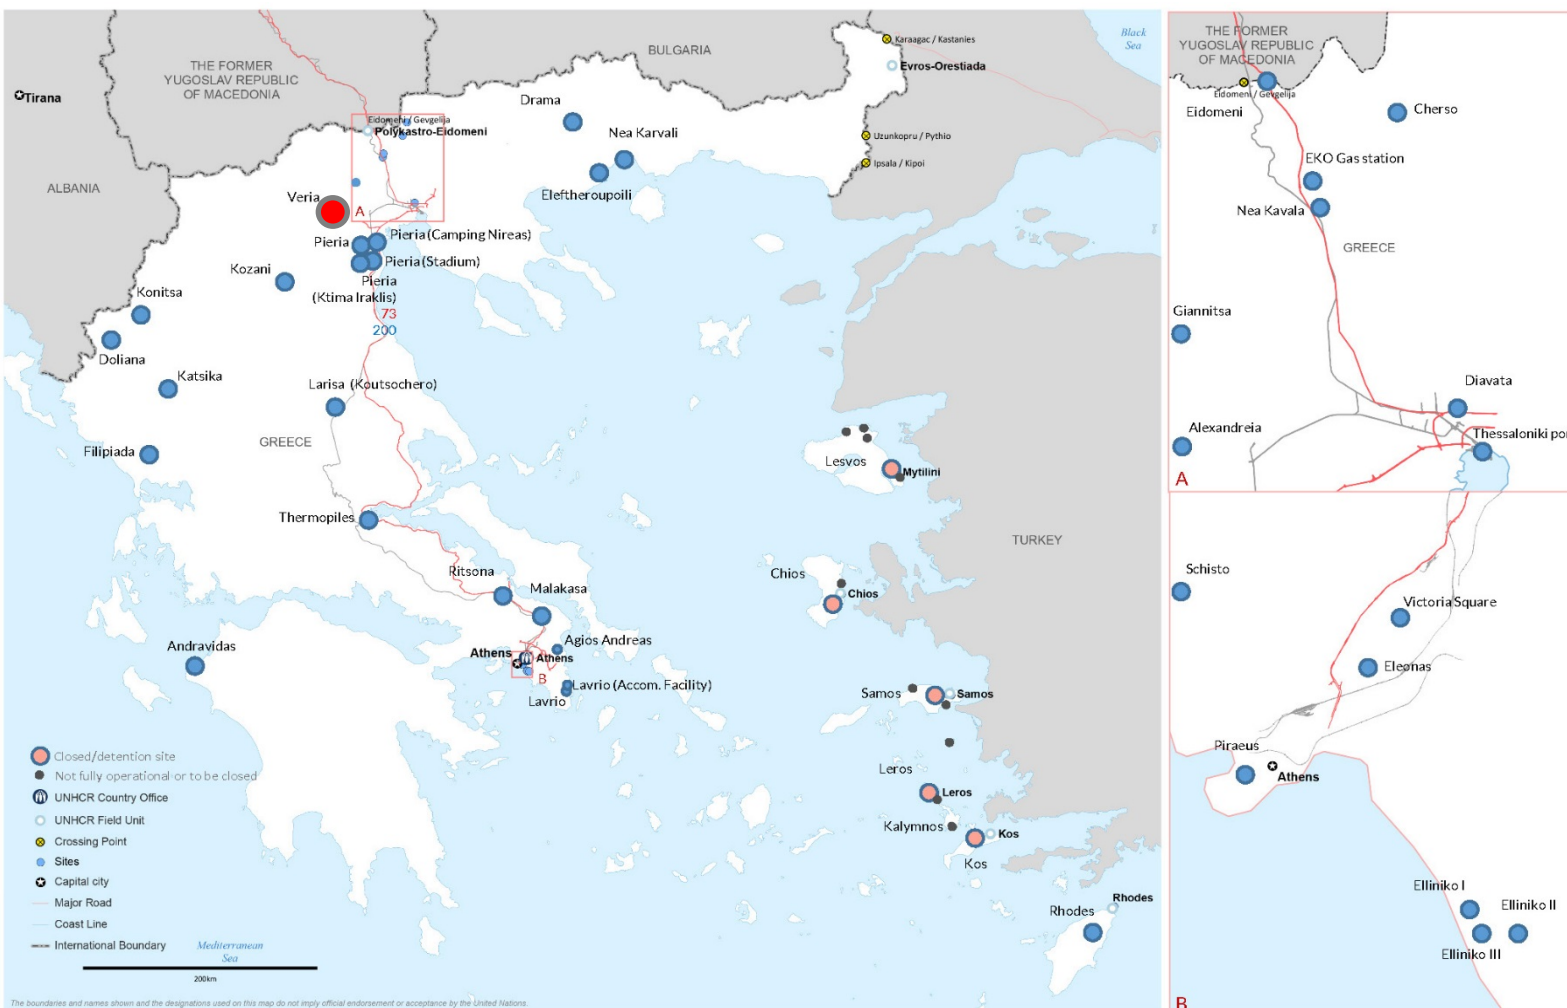 THE FORMER
YUGOSLAV REPUBLIC
OF MACEDONIA
BULGARIA
Black
Sea
Karaagac / Kastanies
Evros-Orestiada
Tirana
Drama
Eidomeni / Gevgelija
Polykastro-Eidomeni
Nea Karvali
Uzunkopru / Pythio
Ipsala / Kipoi
ALBANIA
Veria
A
Eleftheroupoili
Pieria
Pieria (Camping Nireas)
Pieria (Stadium)
Kozani
Pieria
(Ktima Iraklis)
73
200
Konitsa
Doliana
Katsika
Larisa (Koutsochero)
GREECE
Filipiada
Lesvos
Mytilini
Thermopiles
TURKEY
Ritsona
Malakasa
Chios
Chios
Andravidas
Agios Andreas
Athens
Athens
B
Lavrio (Accom. Facility)
Lavrio
Samos
Samos
Leros
Leros
Kalymnos
Kos
Kos
Rhodes
Rhodes
Closed/detention site
Not fully operational or to be closed
UNHCR Country Office
UNHCR Field Unit
Crossing Point
Sites
Capital city
Major Road
Coast Line
International Boundary
Mediterranean
Sea
200km
The boundaries and names shown and the designations used on this map do not imply official endorsement or acceptance by the United Nations.
THE FORMER
YUGOSLAV REPUBLIC
OF MACEDONIA
Eidomeni / Gevgelija
Eidomeni
Cherso
EKO Gas station
Nea Kavala
GREECE
Giannitsa
Diavata
Alexandreia
Thessaloniki por
A
Schisto
Victoria Square
Eleonas
Piraeus
Athens
Elliniko I
Elliniko II
Elliniko III
B